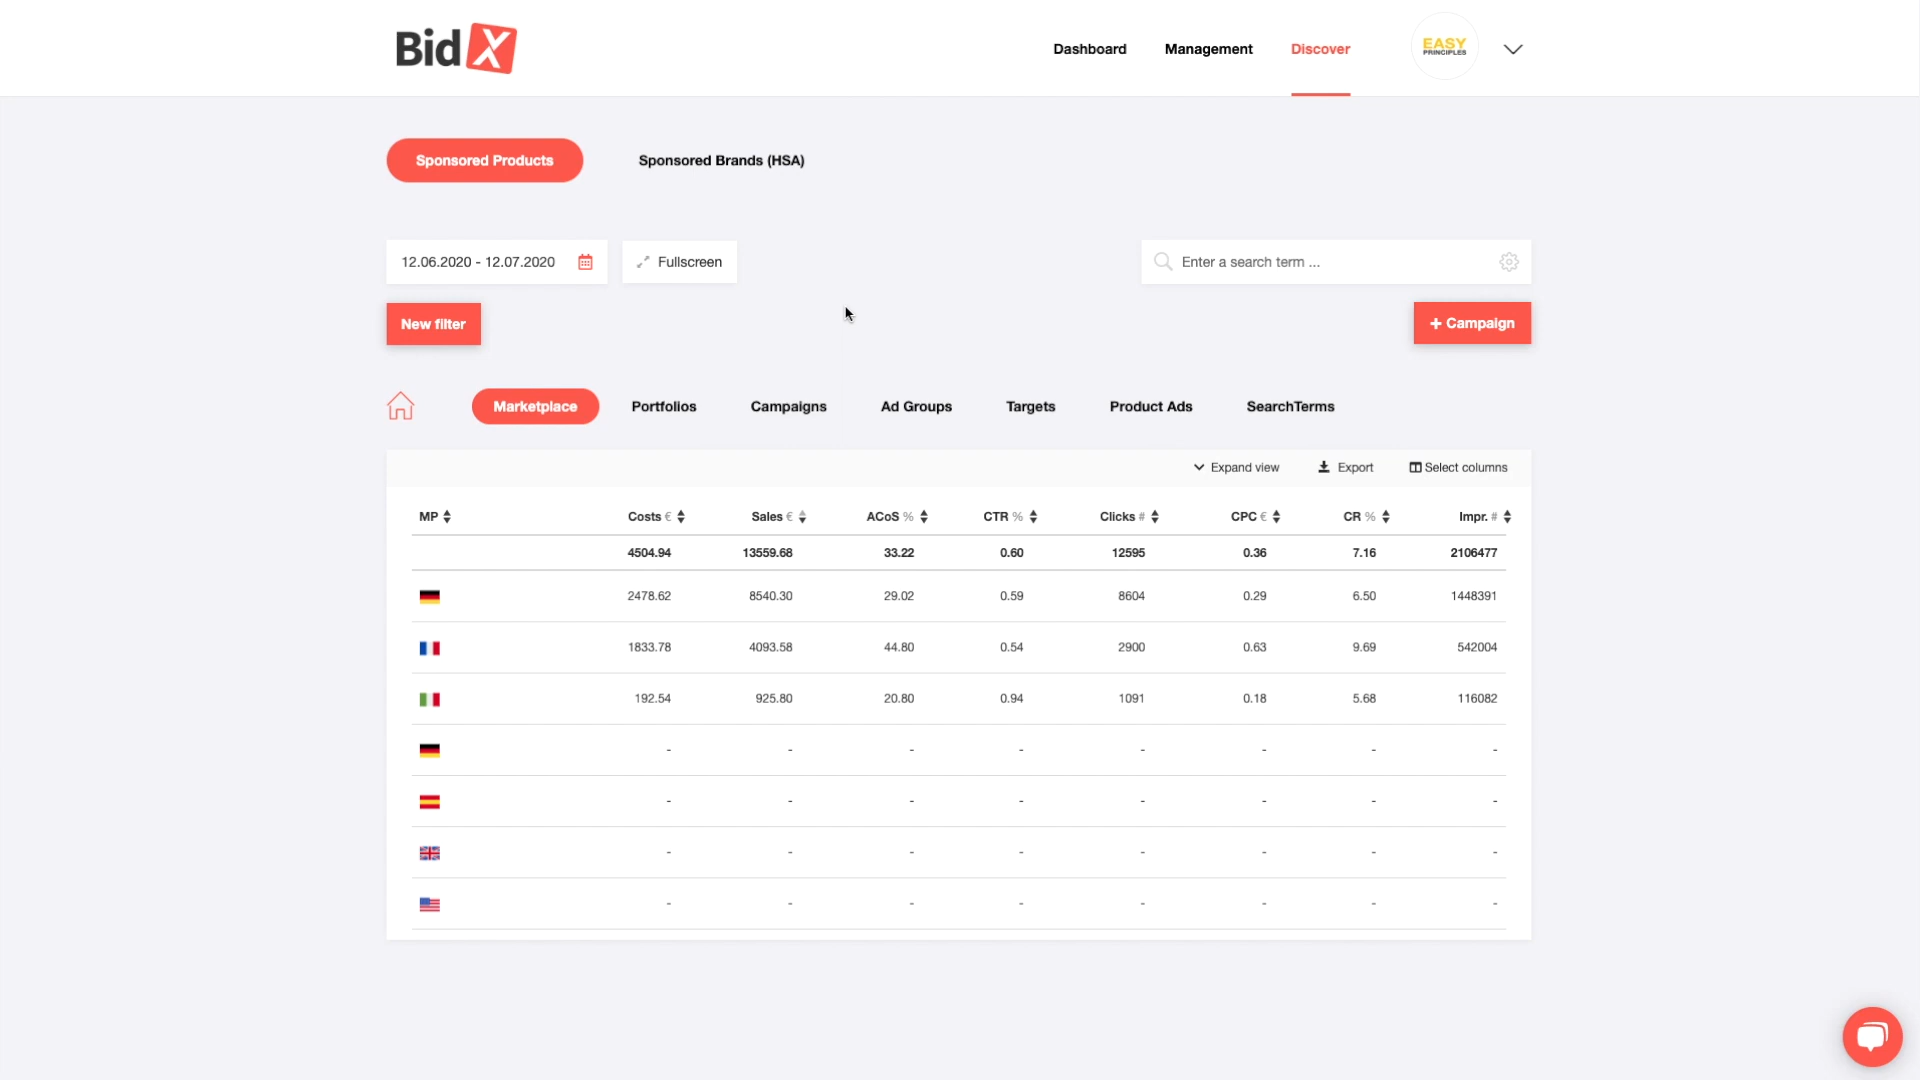 BidX
Dashboard
Management
Discover
EASY
PRINCIPLES
Sponsored Products
Sponsored Brands (HSA)
12.06.2020 - 12.07.2020
Fullscreen
Enter a search term ...
New filter
+ Campaign
Marketplace
Portfolios
Campaigns
Ad Groups
Targets
Product Ads
SearchTerms
Expand view
Export
Select columns
MP Costs € Sales € ACoS % CTR % Clicks # CPC € CR % Impr. #
4504.94 13559.68 33.22 0.60 12595 0.36 7.16 2106477
2478.62 8540.30 29.02 0.59 8604 0.29 6.50 1448391
1833.78 4093.58 44.80 0.54 2900 0.63 9.69 542004
192.54 925.80 20.80 0.94 1091 0.18 5.68 116082
- - - - - - - -
- - - - - - - -
- - - - - - - -
- - - - - - - -